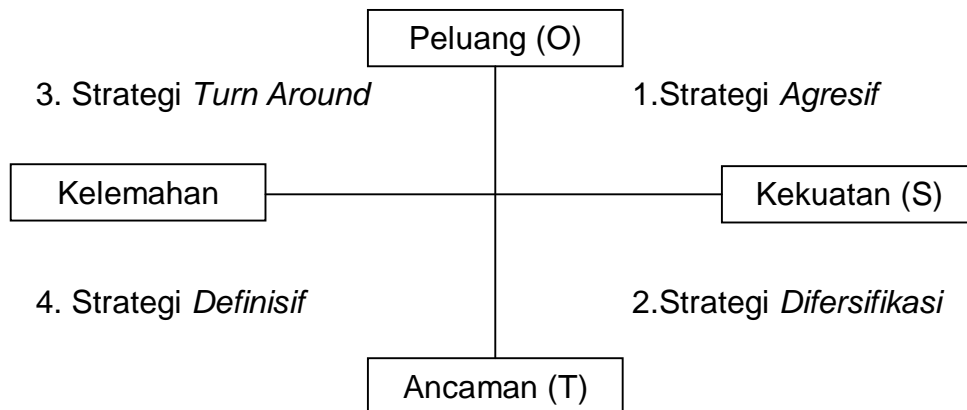 Peluang (O)
3. Strategi Turn Around
1.Strategi Agresif
Kelemahan
Kekuatan (S)
4. Strategi Definisif
2.Strategi Difersifikasi
Ancaman (T)